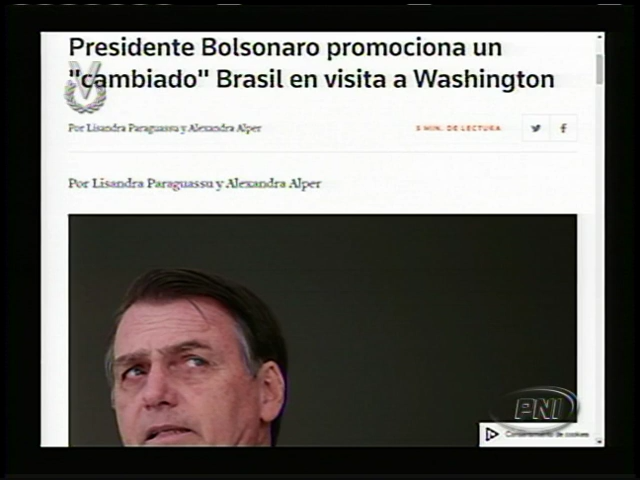 Presidente Bolsonaro promociona un
"cambiado" Brasil en visita a Washington
Por Lisandra Paraguassu y Alexandra Alper
3 MIN. DE LECTURA
Por Lisandra Paraguassu y Alexandra Alper
PNI
Consentimiento de cookies